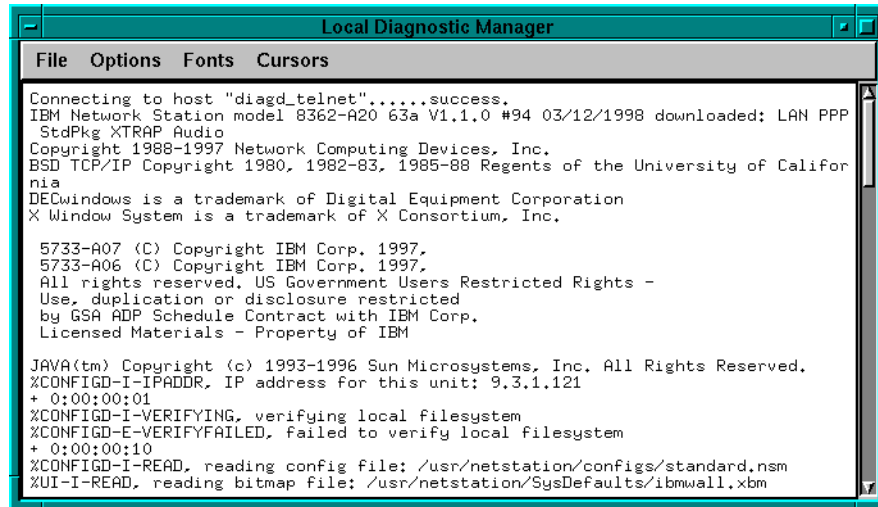 Local Diagnostic Manager
File Options Fonts Cursors
Connecting to host "diagd_telnet"......success.
IBM Network Station model 8362-A20 63a V1.1.0 #94 03/12/1998 downloaded: LAN PPP
StdPkg XTRAP Audio
Copyright 1988-1997 Network Computing Devices, Inc.
BSD TCP/IP Copyright 1980, 1982-83, 1985-88 Regents of the University of Califor
nia
DECwindows is a trademark of Digital Equipment Corporation
X Window System is a trademark of X Consortium, Inc.
5733-A07 (C) Copyright IBM Corp. 1997,
5733-A06 (C) Copyright IBM Corp. 1997,
All rights reserved. US Government Users Restricted Rights -
Use, duplication or disclosure restricted
by GSA ADP Schedule Contract with IBM Corp.
Licensed Materials - Property of IBM
JAVA(tm) Copyright (c) 1993-1996 Sun Microsystems, Inc. All Rights Reserved.
%CONFIGD-I-IPADDR, IP address for this unit: 9.3.1.121
+ 0:00:00:01
%CONFIGD-I-VERIFYING, verifying local filesystem
%CONFIGD-E-VERIFYFAILED, failed to verify local filesystem
+ 0:00:00:10
%CONFIGD-I-READ, reading config file: /usr/netstation/configs/standard.nsm
%UI-I-READ, reading bitmap file: /usr/netstation/SysDefaults/ibmwall.xbm